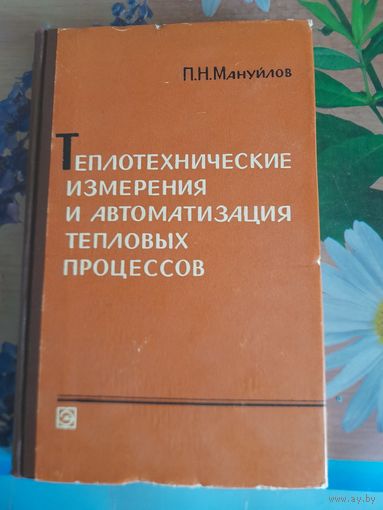 П.Н.Мануйлов
Теплотехнические
измерения
и автоматизация
тепловых
процессов
www.ay.by